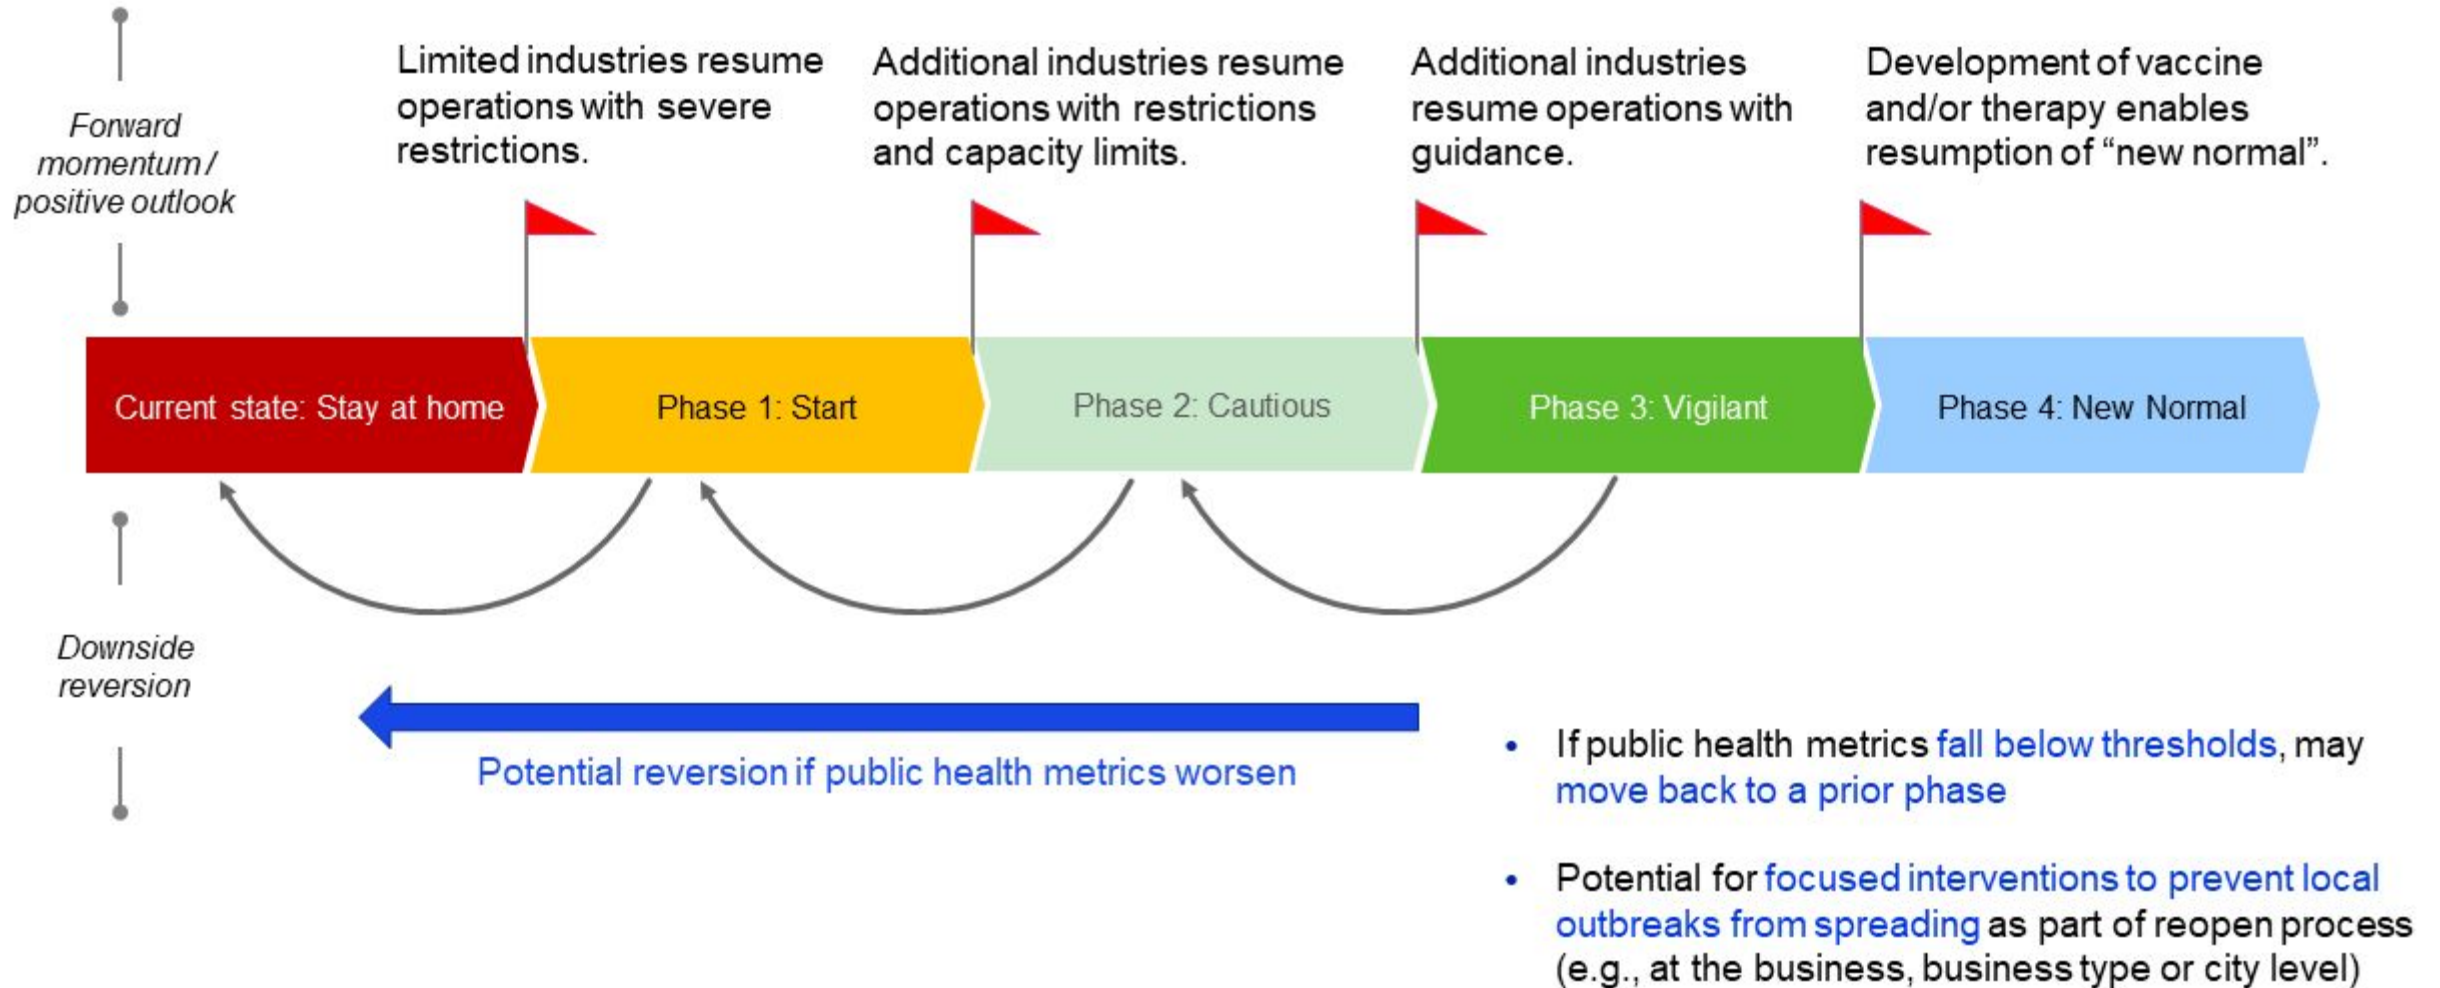 Forward
momentum/
positive outlook
Limited industries resume
operations with severe
restrictions.
Additional industries resume
operations with restrictions
and capacity limits.
Additional industries
resume operations with
guidance.
Development of vaccine
and/or therapy enables
resumption of “new normal”.
Current state: Stay at home
Phase 1: Start
Phase 2: Cautious
Phase 3: Vigilant
Phase 4: New Normal
Downside
reversion
Potential reversion if public health metrics worsen
• If public health metrics fall below thresholds, may
move back to a prior phase
• Potential for focused interventions to prevent local
outbreaks from spreading as part of reopen process
(e.g., at the business, business type or city level)